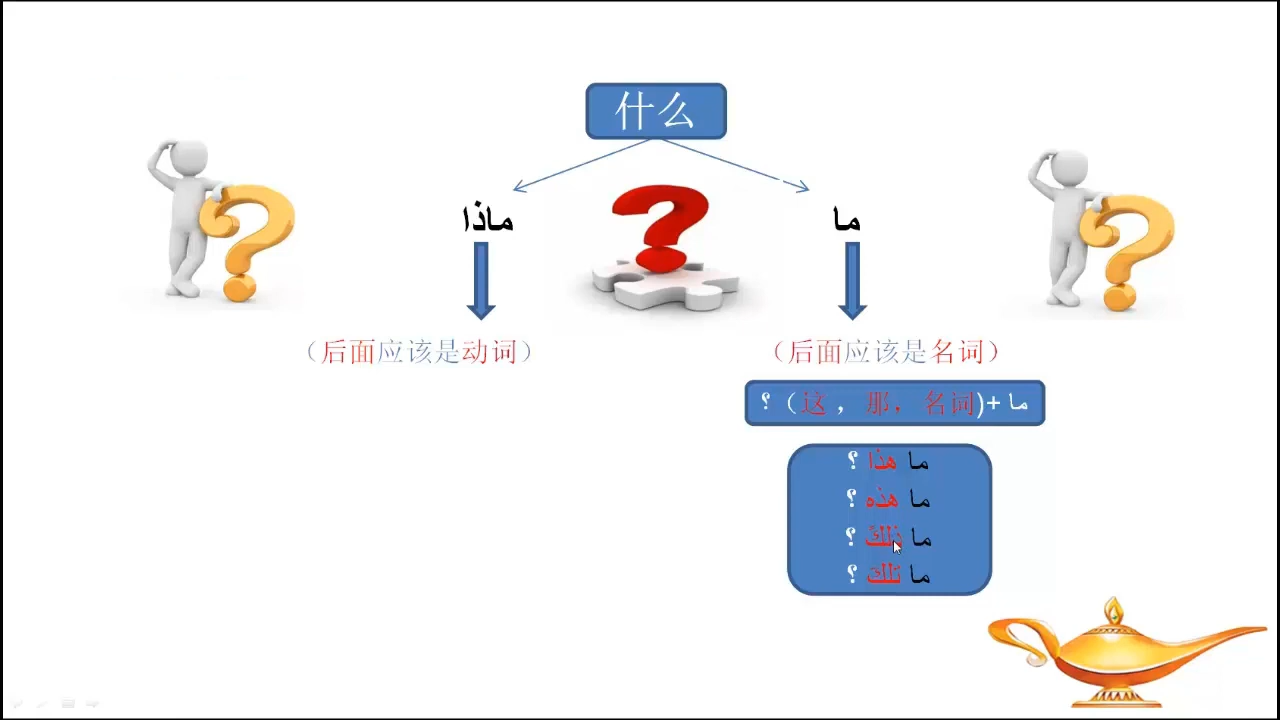 什么
ماذا
ما
（后面应该是动词）
（后面应该是名词）
ما +(这 ，那，名词） ؟
ما هذا ؟
ما هذه ؟
ما ذلكَ ؟
ما تلكَ ؟